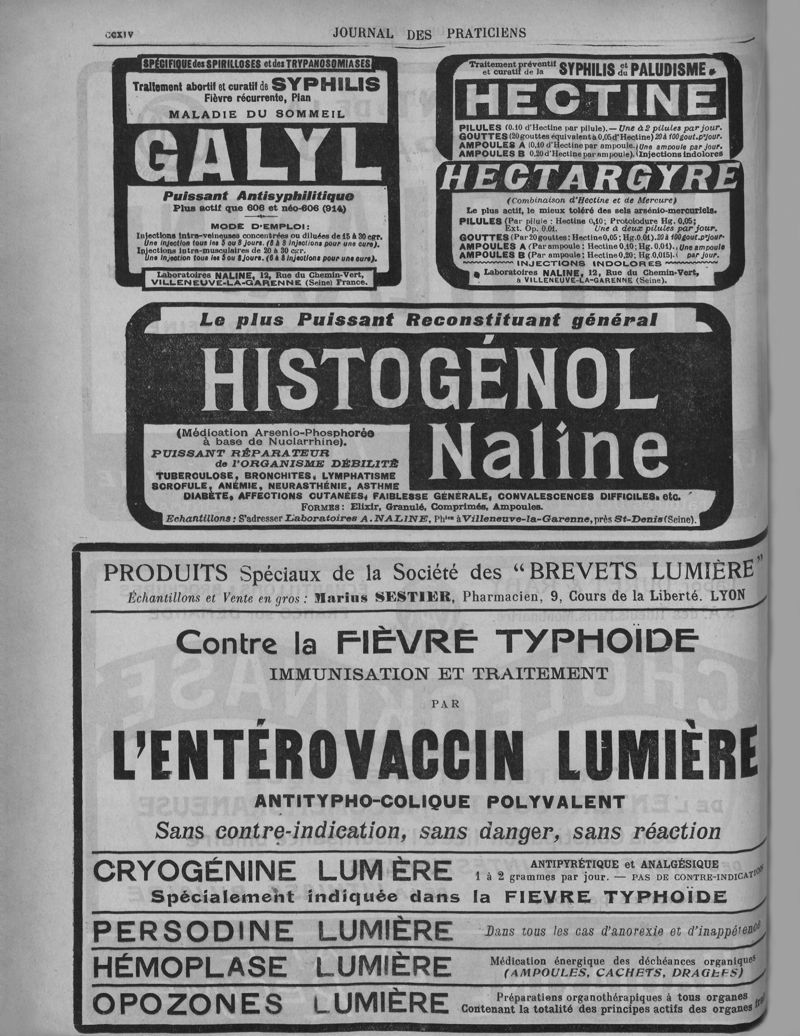 CCXIV
JOURNAL DES PRATICIENS
SPÉCIFIQUE des SPIRILLOSES et des TRYPANOSOMIASES
Traitement abortif et curatif de SYPHILIS
Fièvre récurrente, Pian
MALADIE DU SOMMEIL
GALYL
Puissant Antisyphilitique
Plus actif que 606 et néo-606 (914)
MODE D'EMPLOI:
Injections intra-veineuses concentrées ou diluées de 15 à 30 cgr.
Une injection tous les 5 ou 8 jours. (6 à 8 injections pour une cure).
Injections intra-musculaires de 20 à 30 cgr.
Une injection tous les 5 ou 8 jours. (6 à 8 injections pour une cure).
Laboratoires NALINE, 12, Rue du Chemin-Vert,
VILLENEUVE-LA-GARENNE (Seine) France.
Traitement préventif et curatif de la SYPHILIS et du PALUDISME
HECTINE
PILULES (0.10 d'Hectine par pilule). — Une à 2 pilules par jour.
GOUTTES (20 gouttes équivalent à 0,05 d'Hectine) 20 à 100 gout. p' jour.
AMPOULES A (0,10 d'Hectine par ampoule). Une ampoule par jour.
AMPOULES B (0,20 d'Hectine par ampoule). Injections indolores
HECTARGYRE
(Combinaison d'Hectine et de Mercure)
Le plus actif, le mieux toléré des sels arsénio-mercuriels.
PILULES (Par pilule : Hectine 0,10; Protoiodure Hg. 0,05;
Ext. Op. 0.01. Une à deux pilules par jour.
GOUTTES (Par 20 gouttes : Hectine 0,05; Hg. 0.01). 20 à 100 gout. p' jour
AMPOULES A (Par ampoule : Hectine 0,10; Hg. 0,01). Une ampoule
AMPOULES B (Par ampoule; Hectine 0,20; Hg. 0,015). par jour.
INJECTIONS INDOLORES
Laboratoires NALINE, 12, Rue du Chemin-Vert,
à VILLENEUVE-LA-GARENNE (Seine).
Le plus Puissant Reconstituant général
HISTOGÉNOL
Naline
(Médication Arsenio-Phosphorée
à base de Nuclarrhine).
PUISSANT RÉPARATEUR
de l'ORGANISME DÉBILITÉ
TUBERCULOSE, BRONCHITES, LYMPHATISME
SCROFULE, ANÉMIE, NEURASTHÉNIE, ASTHME
DIABÈTE, AFFECTIONS CUTANÉES, FAIBLESSE GÉNÉRALE, CONVALESCENCES DIFFICILES, etc.
FORMES : Elixir, Granulé, Comprimés, Ampoules.
Echantillons : S'adresser Laboratoires A. NALINE, Phien à Villeneuve-la-Garenne, près St-Denis (Seine).
PRODUITS Spéciaux de la Société des "BREVETS LUMIÈRE"
Échantillons et Vente en gros : Marius SESTIER, Pharmacien, 9, Cours de la Liberté. LYON
Contre la FIÈVRE TYPHOÏDE
IMMUNISATION ET TRAITEMENT
PAR
L'ENTÉROVACCIN LUMIÈRE
ANTITYPHO-COLIQUE POLYVALENT
Sans contre-indication, sans danger, sans réaction
CRYOGÉNINE LUMIÈRE
ANTIPYRÉTIQUE et ANALGÉSIQUE
1 à 2 grammes par jour. — PAS DE CONTRE-INDICATION
Spécialement indiquée dans la FIEVRE TYPHOÏDE
PERSODINE LUMIÈRE
Dans tous les cas d'anorexie et d'inappétence
HÉMOPLASE LUMIÈRE
Médication énergique des déchéances organiques
(AMPOULES, CACHETS, DRAGÉES)
OPOZONES LUMIÈRE
Préparations organothérapiques à tous organes
Contenant la totalité des principes actifs des organes